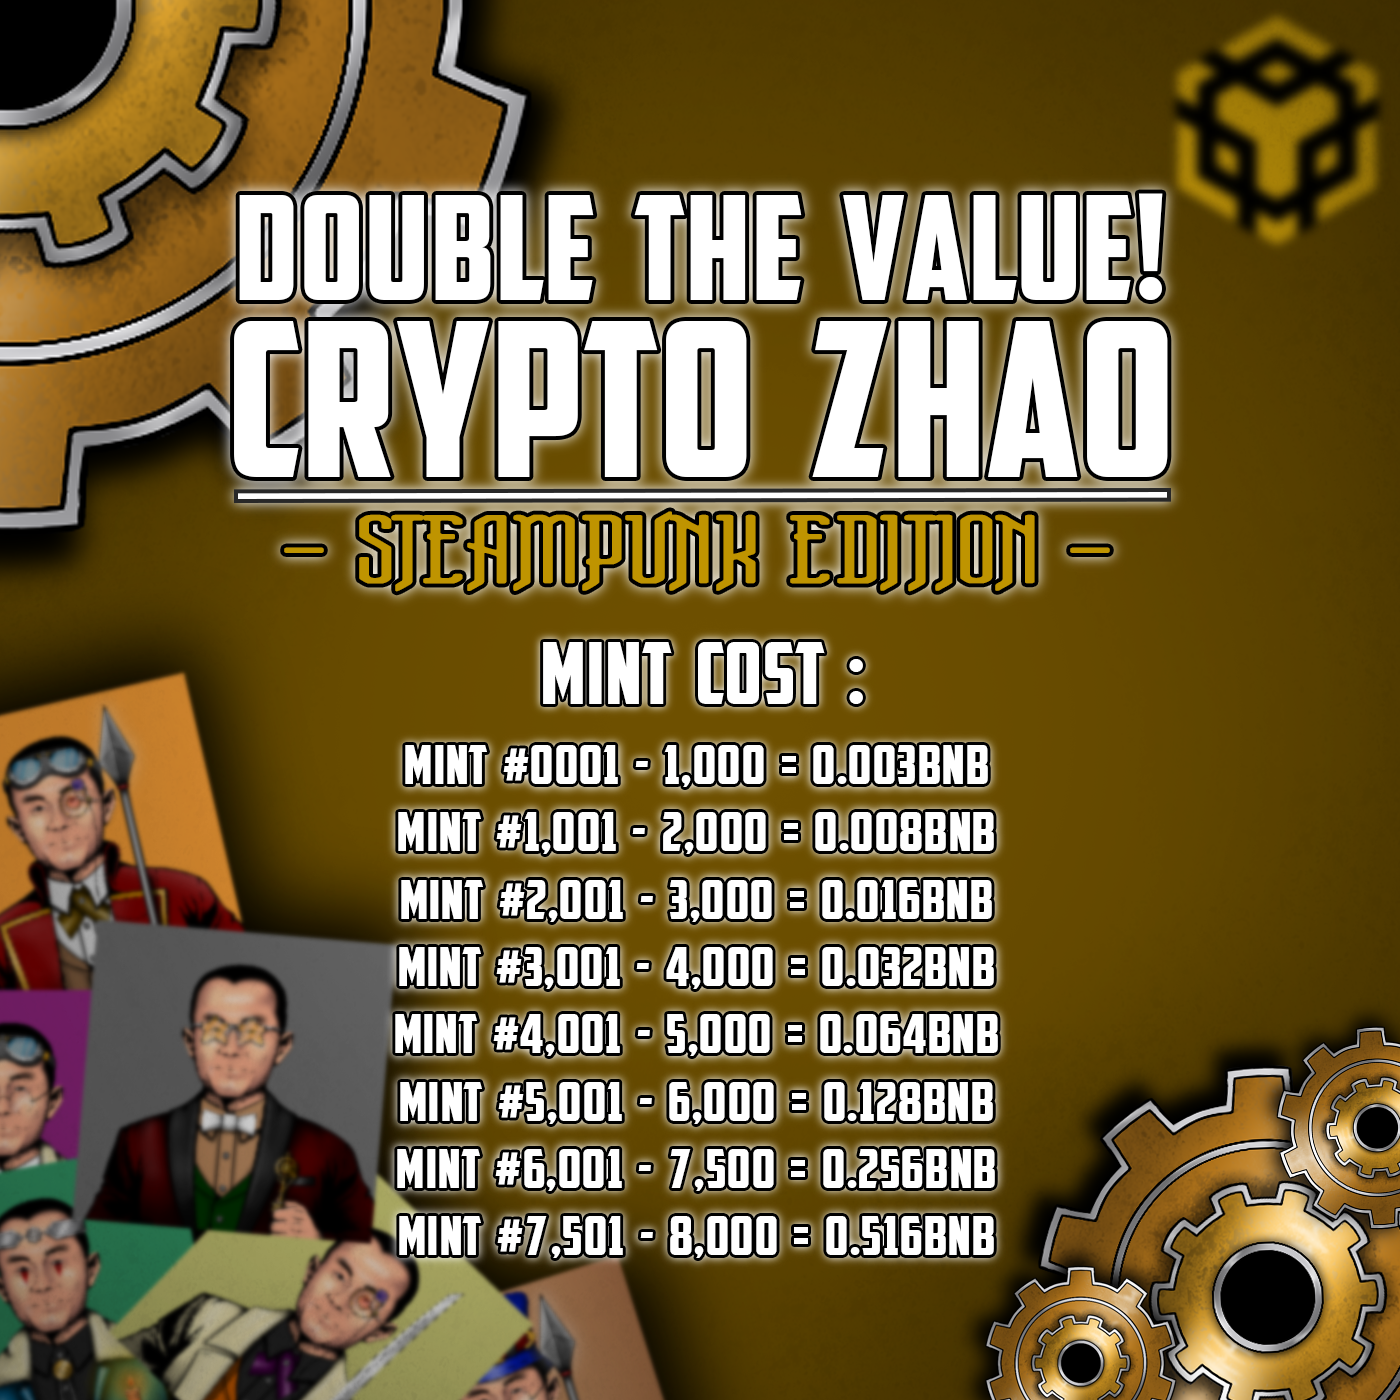 DOUBLE THE VALUE!
CRYPTO ZHAO
– STEAMPUNK EDITION –
MINT COST :
MINT #0001 - 1,000 = 0.003BNB
MINT #1,001 - 2,000 = 0.008BNB
MINT #2,001 - 3,000 = 0.016BNB
MINT #3,001 - 4,000 = 0.032BNB
MINT #4,001 - 5,000 = 0.064BNB
MINT #5,001 - 6,000 = 0.128BNB
MINT #6,001 - 7,500 = 0.256BNB
MINT #7,501 - 8,000 = 0.516BNB